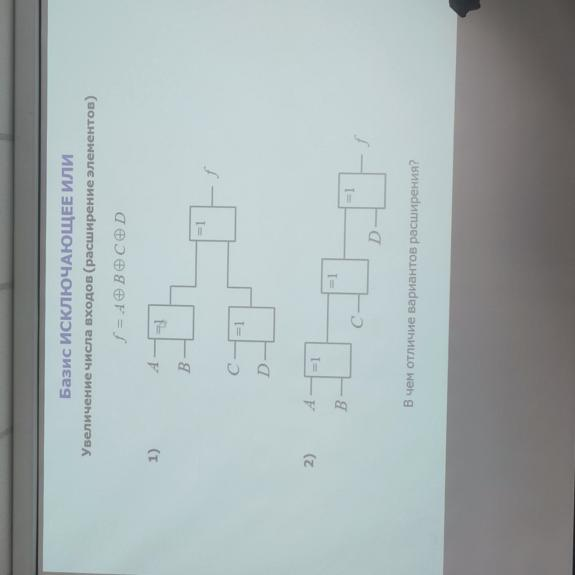 Базис ИСКЛЮЧАЮЩЕЕ ИЛИ
Увеличение числа входов (расширение элементов)
f = A ⊕ B ⊕ C ⊕ D
1)
A
=1
B
=1
f
C
=1
D
2)
A
=1
B
=1
C
=1
f
D
В чем отличие вариантов расширения?